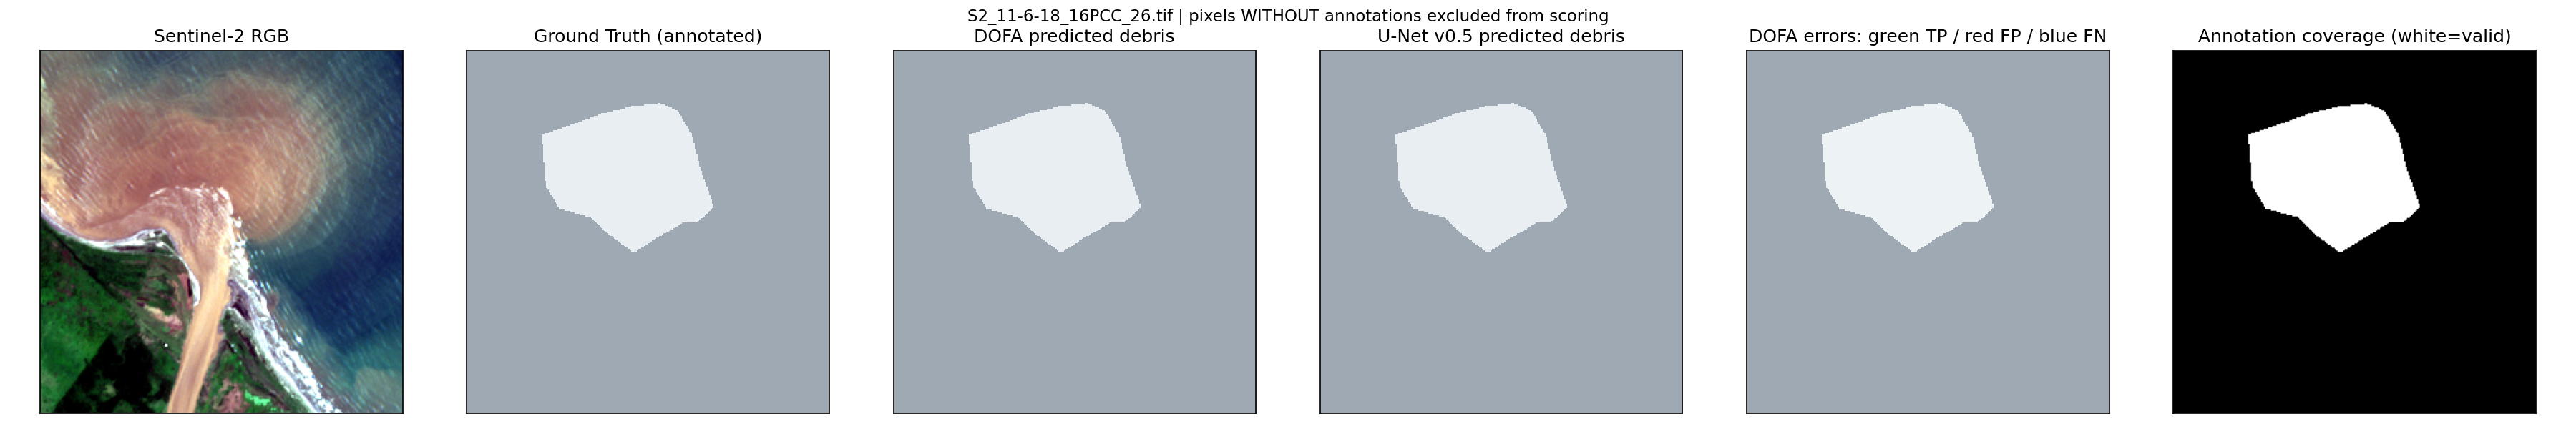 S2_11-6-18_16PCC_26.tif | pixels WITHOUT annotations excluded from scoring
Sentinel-2 RGB
Ground Truth (annotated)
DOFA predicted debris
U-Net v0.5 predicted debris
DOFA errors: green TP / red FP / blue FN
Annotation coverage (white=valid)